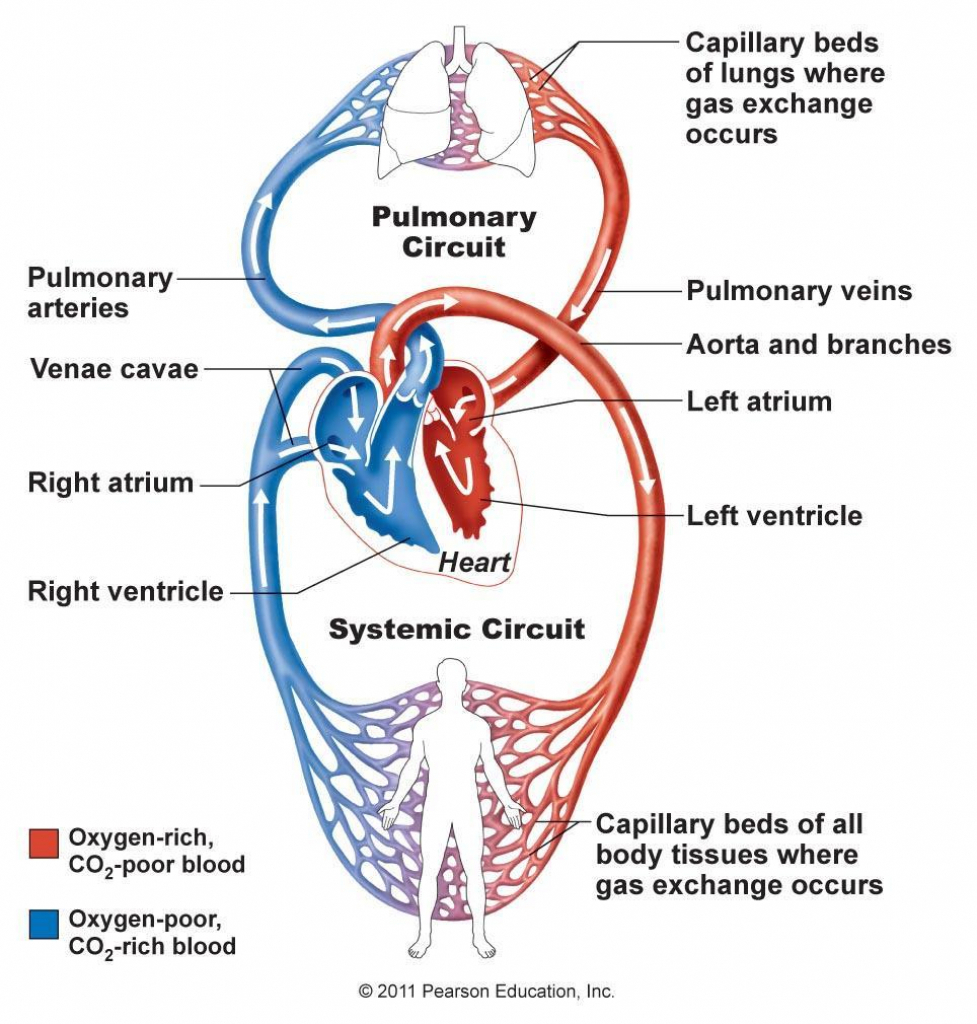 Capillary beds
of lungs where
gas exchange
occurs
Pulmonary
Circuit
Pulmonary
arteries
Pulmonary veins
Aorta and branches
Venae cavae
Left atrium
Right atrium
Left ventricle
Heart
Right ventricle
Systemic Circuit
Capillary beds of all
body tissues where
gas exchange occurs
Oxygen-rich,
CO₂-poor blood
Oxygen-poor,
CO₂-rich blood
© 2011 Pearson Education, Inc.